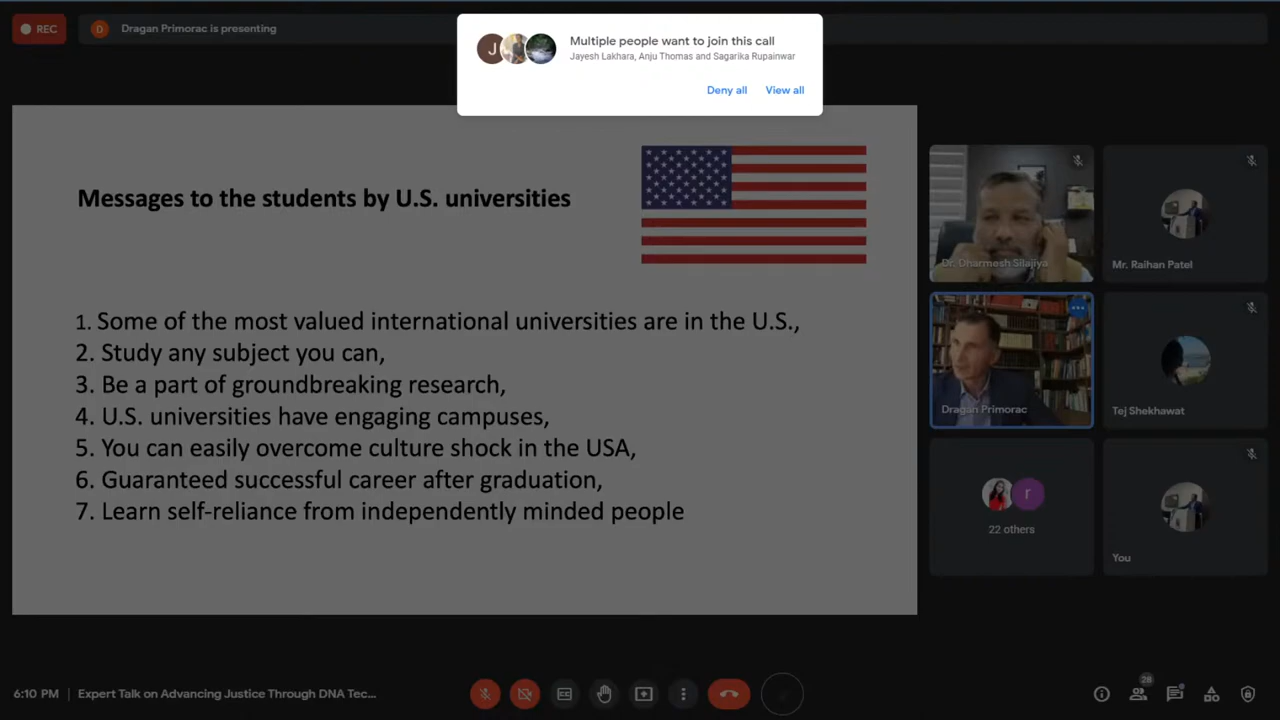 REC
D
Dragan Primorac is presenting
J
Multiple people want to join this call
Jayesh Lakhara, Anju Thomas and Sagarika Rupainwar
Deny all
View all
Messages to the students by U.S. universities
1. Some of the most valued international universities are in the U.S.,
2. Study any subject you can,
3. Be a part of groundbreaking research,
4. U.S. universities have engaging campuses,
5. You can easily overcome culture shock in the USA,
6. Guaranteed successful career after graduation,
7. Learn self-reliance from independently minded people
Dr. Dharmesh Silajiya
Mr. Raihan Patel
Dragan Primorac
Tej Shekhawat
r
22 others
You
6:10 PM | Expert Talk on Advancing Justice Through DNA Tec...
CC
28